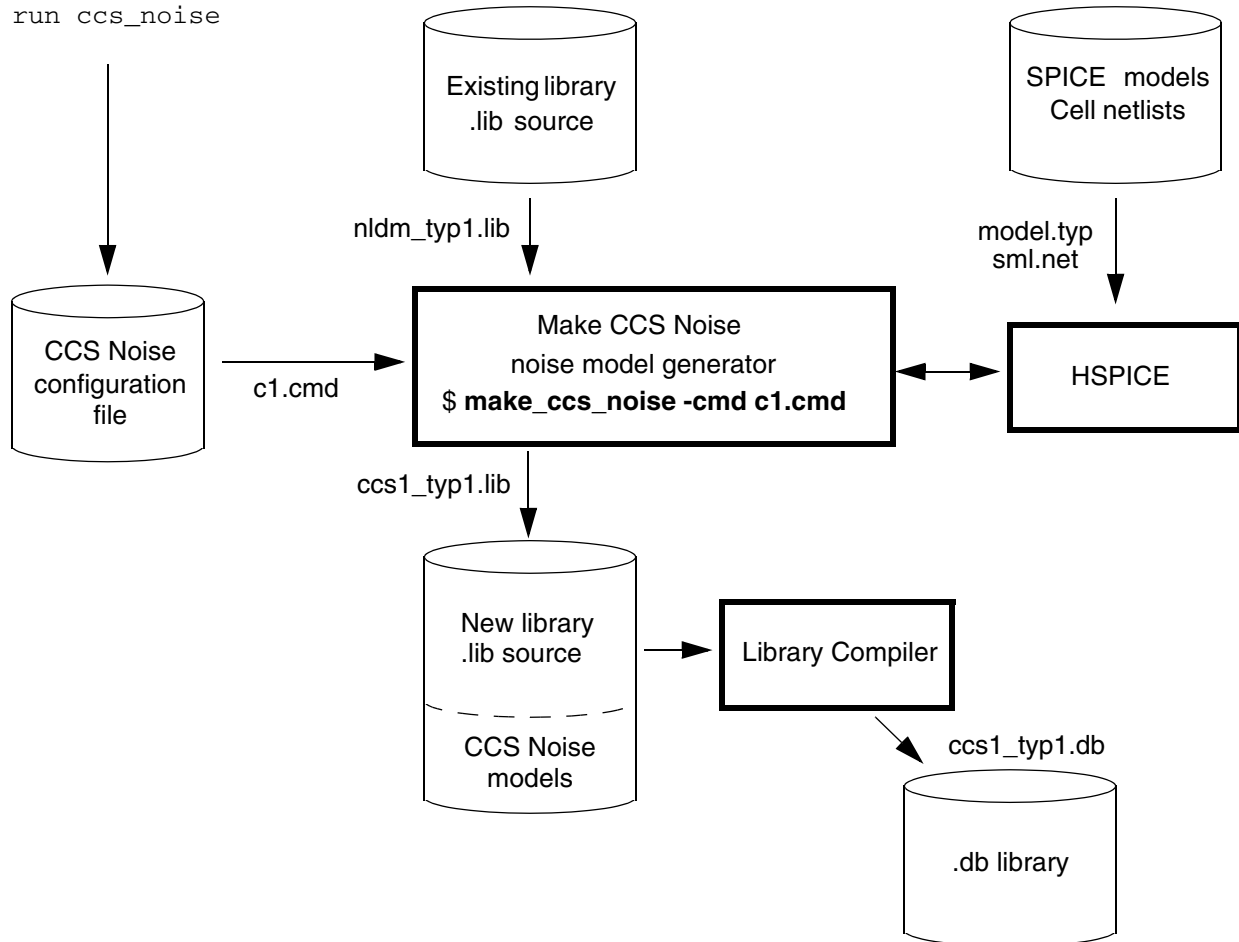 run ccs_noise
Existing library
.lib source
SPICE models
Cell netlists
nldm_typ1.lib
model.typ
sml.net
CCS Noise
configuration
file
c1.cmd
Make CCS Noise
noise model generator
$ make_ccs_noise -cmd c1.cmd
HSPICE
ccs1_typ1.lib
New library
.lib source
CCS Noise
models
Library Compiler
ccs1_typ1.db
.db library